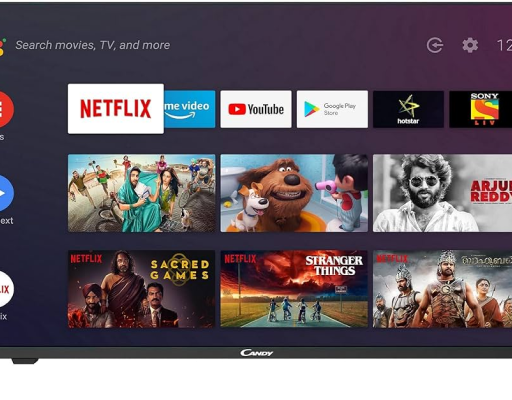 Search movies, TV, and more
12
NETFLIX
me video
YouTube
Google Play
Store
hotstar
SONY
LIV
s
ARJU
REDDY
ext
NETFLIX
SACRED
GAMES
NETFLIX
STRANGER
THINGS
NETFLIX
LIX
ix
CANDY